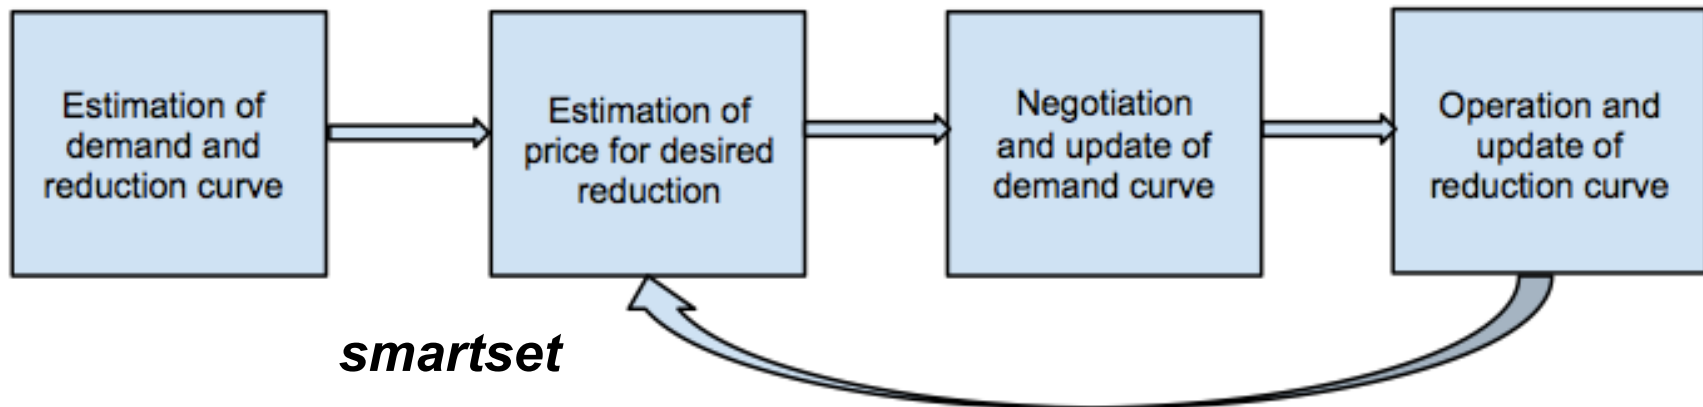 Estimation of
demand and
reduction curve
Estimation of
price for desired
reduction
Negotiation
and update of
demand curve
Operation and
update of
reduction curve
smartset